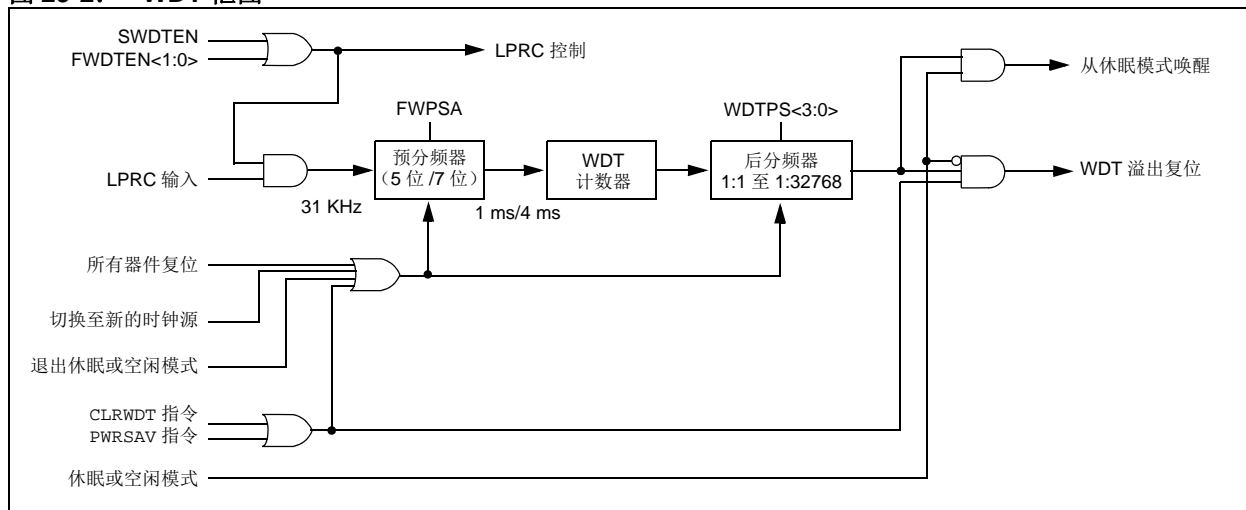 SWDTEN
FWDTEN<1:0>
LPRC 控制
从休眠模式唤醒
FWPSA
WDTPS<3:0>
预分频器
（5 位 /7 位）
WDT
计数器
后分频器
1:1 至 1:32768
LPRC 输入
WDT 溢出复位
31 KHz
1 ms/4 ms
所有器件复位
切换至新的时钟源
退出休眠或空闲模式
CLRWDT 指令
PWRSAV 指令
休眠或空闲模式